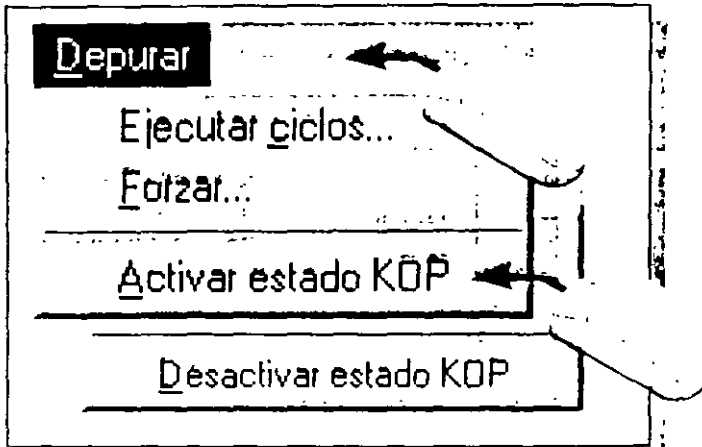 Depurar
Ejecutar ciclos...
Forzar...
Activar estado KOP
Desactivar estado KOP